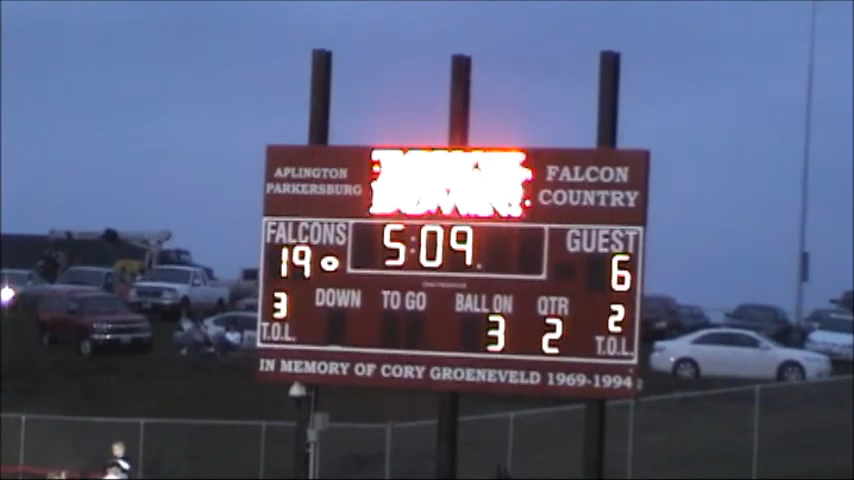 APLINGTON
PARKERSBURG
FALCON
COUNTRY
FALCONS
5:09
GUEST
19
6
3
DOWN
TO GO
BALL ON
QTR
2
T.O.L.
3
2
T.O.L.
IN MEMORY OF CORY GROENEVELD 1969-1994